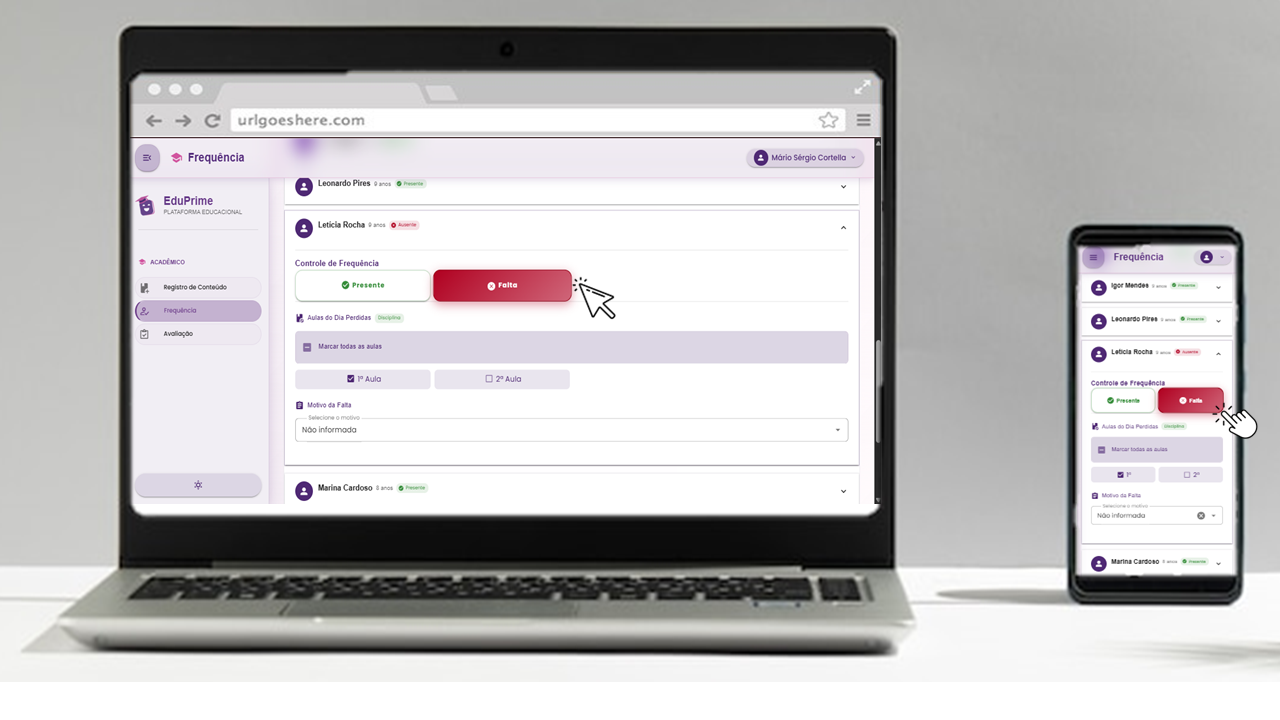 urlgoeshere.com
Frequência
Mário Sérgio Cortella
EduPrime
PLATAFORMA EDUCACIONAL
ACADÊMICO
Registro de Conteúdo
Frequência
Avaliação
Leonardo Pires 9 anos Presente
Letícia Rocha 9 anos Ausente
Controle de Frequência
Presente
Falta
Aulas do Dia Perdidas Disciplina
Marcar todas as aulas
1ª Aula
2ª Aula
Motivo da Falta
Selecione o motivo
Não informada
Marina Cardoso 8 anos Presente
Frequência
Igor Mendes 9 anos Presente
Leonardo Pires 9 anos Presente
Letícia Rocha 9 anos Ausente
Controle de Frequência
Presente
Falta
Aulas do Dia Perdidas Disciplina
Marcar todas as aulas
1ª
2ª
Motivo da Falta
Selecione o motivo
Não informada
Marina Cardoso 8 anos Presente